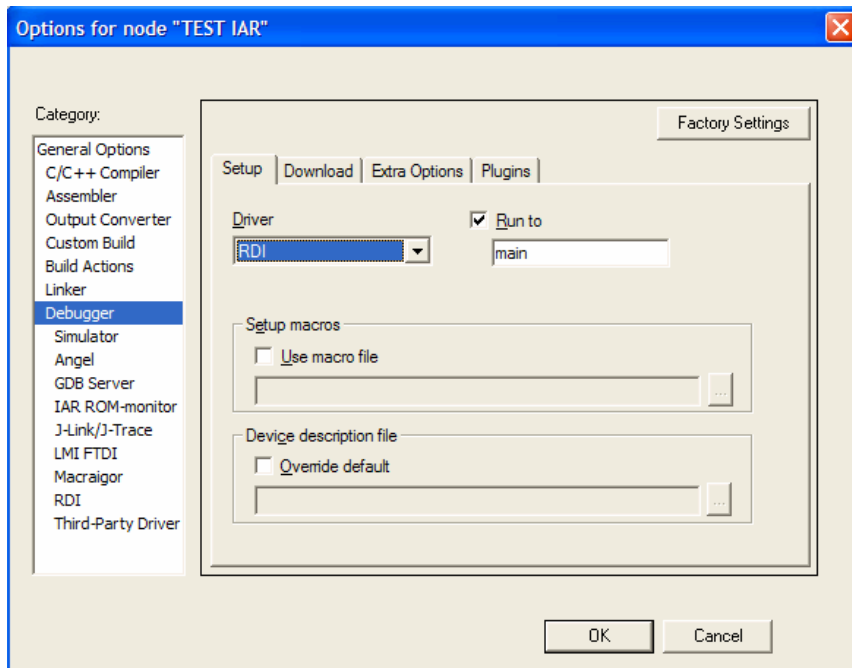 Options for node "TEST IAR"
Category:
Factory Settings
General Options
C/C++ Compiler
Assembler
Output Converter
Custom Build
Build Actions
Linker
Debugger
Simulator
Angel
GDB Server
IAR ROM-monitor
J-Link/J-Trace
LMI FTDI
Macraigor
RDI
Third-Party Driver
Setup Download Extra Options Plugins
Driver Run to
RDI main
Setup macros
Use macro file
...
Device description file
Override default
...
OK Cancel